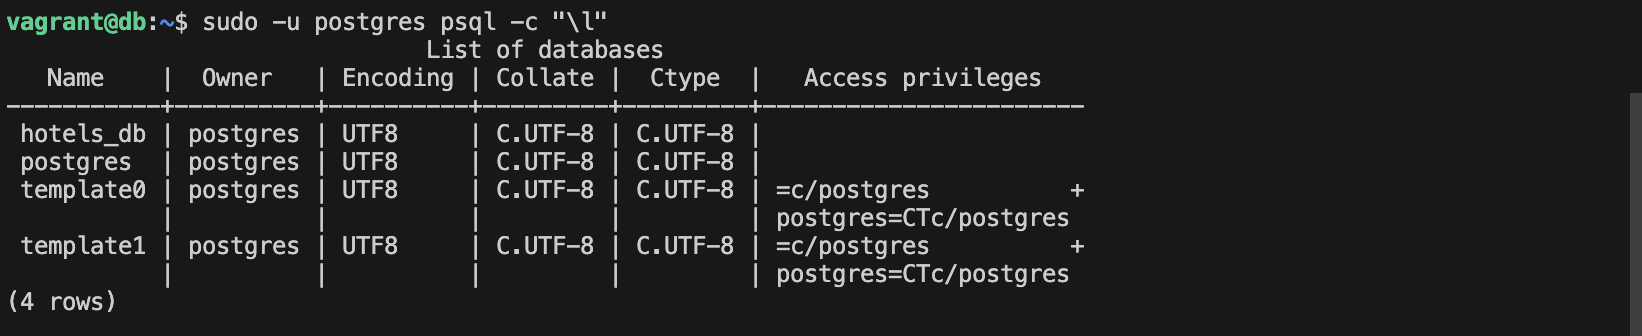 vagrant@db:~$ sudo -u postgres psql -c "\l"
                              List of databases
   Name    |  Owner   | Encoding | Collate |  Ctype  |   Access privileges
-----------+----------+----------+---------+---------+-----------------------
 hotels_db | postgres | UTF8     | C.UTF-8 | C.UTF-8 |
 postgres  | postgres | UTF8     | C.UTF-8 | C.UTF-8 |
 template0 | postgres | UTF8     | C.UTF-8 | C.UTF-8 | =c/postgres          +
           |          |          |         |         | postgres=CTc/postgres
 template1 | postgres | UTF8     | C.UTF-8 | C.UTF-8 | =c/postgres          +
           |          |          |         |         | postgres=CTc/postgres
(4 rows)